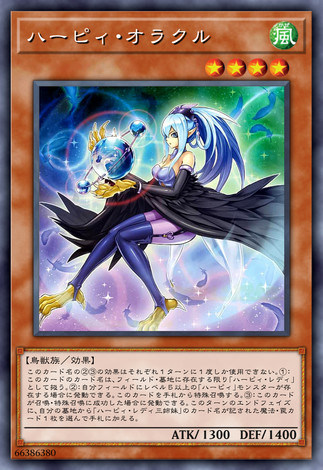 ハーピィ・オラクル
風
【鳥獣族／効果】
このカード名の②③の効果はそれぞれ１ターンに１度しか使用できない。①：
このカードのカード名は、フィールド・墓地に存在する限り「ハーピィ・レディ」
として扱う。②：自分フィールドにレベル５以上の「ハーピィ」モンスターが存
在する場合に発動できる。このカードを手札から特殊召喚する。③：このカード
が召喚・特殊召喚に成功した場合に発動できる。このターンのエンドフェイズ
に、自分の墓地から「ハーピィ・レディ三姉妹」のカード名が記された魔法・罠カ
ード１枚を選んで手札に加える。
ATK/ 1300 DEF/1400
66386380